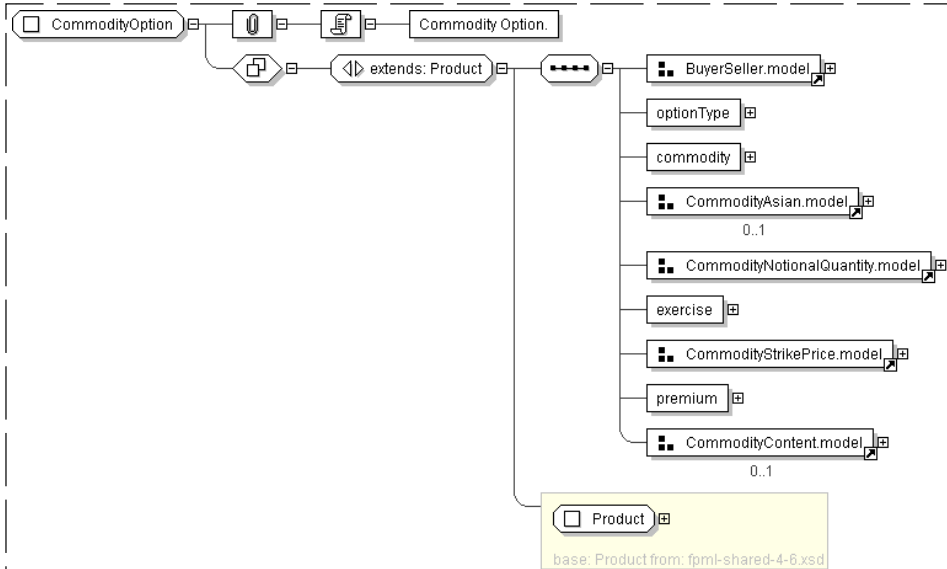 CommodityOption
Commodity Option.
extends: Product
BuyerSeller.model
optionType
commodity
CommodityAsian.model
0..1
CommodityNotionalQuantity.model
exercise
CommodityStrikePrice.model
premium
CommodityContent.model
0..1
Product
base: Product from: fpml-shared-4-6.xsd